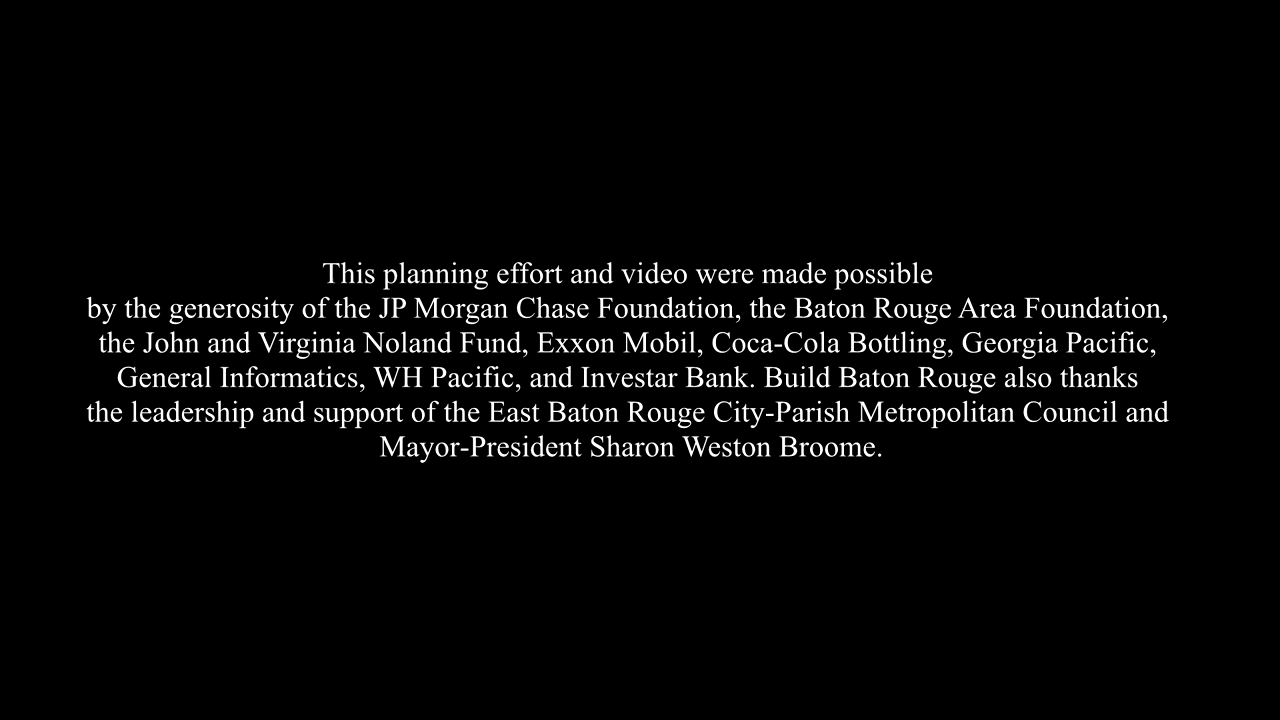 This planning effort and video were made possible
by the generosity of the JP Morgan Chase Foundation, the Baton Rouge Area Foundation,
the John and Virginia Noland Fund, Exxon Mobil, Coca-Cola Bottling, Georgia Pacific,
General Informatics, WH Pacific, and Investar Bank. Build Baton Rouge also thanks
the leadership and support of the East Baton Rouge City-Parish Metropolitan Council and
Mayor-President Sharon Weston Broome.